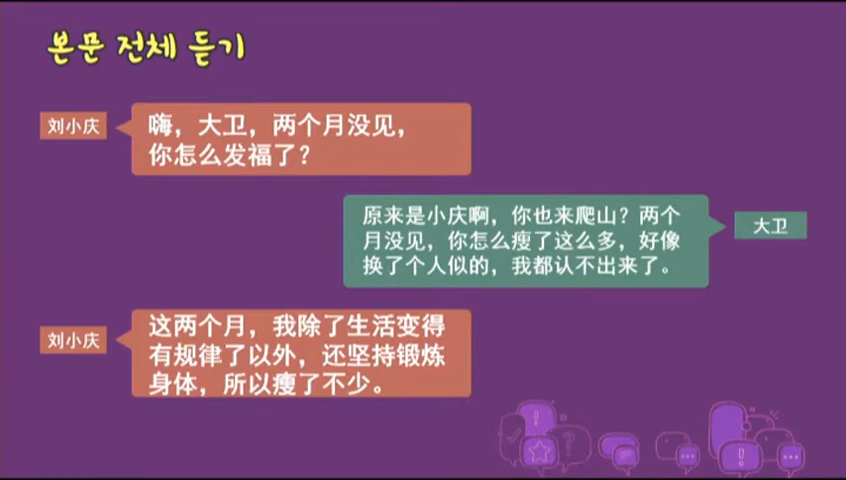 본문 전체 듣기
刘小庆
嗨，大卫，两个月没见，
你怎么发福了？
原来是小庆啊，你也来爬山？两个
月没见，你怎么瘦了这么多，好像
换了个人似的，我都认不出来了。
大卫
刘小庆
这两个月，我除了生活变得
有规律了以外，还坚持锻炼
身体，所以瘦了不少。